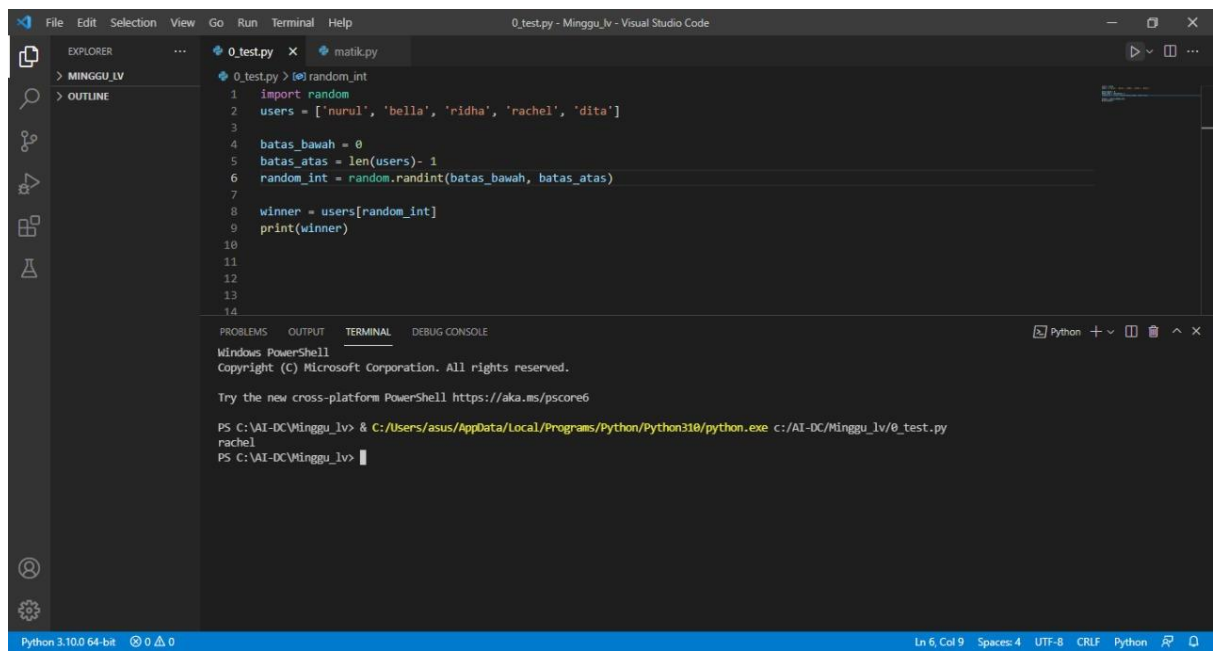 File Edit Selection View Go Run Terminal Help 0_test.py - Minggu_lv - Visual Studio Code
EXPLORER ...
0_test.py matik.py
MINGGU_LV
OUTLINE
0_test.py > random_int
1 import random
2 users = ['nurul', 'bella', 'ridha', 'rachel', 'dita']
3
4 batas_bawah = 0
5 batas_atas = len(users)- 1
6 random_int = random.randint(batas_bawah, batas_atas)
7
8 winner = users[random_int]
9 print(winner)
10
11
12
13
14
PROBLEMS OUTPUT TERMINAL DEBUG CONSOLE Python
Windows PowerShell
Copyright (C) Microsoft Corporation. All rights reserved.
Try the new cross-platform PowerShell https://aka.ms/pscore6
PS C:\AI-DC\Minggu_lv> & C:/Users/asus/AppData/Local/Programs/Python/Python310/python.exe c:/AI-DC/Minggu_lv/0_test.py
rachel
PS C:\AI-DC\Minggu_lv>
Python 3.10.0 64-bit 0 0 Ln 6, Col 9 Spaces: 4 UTF-8 CRLF Python